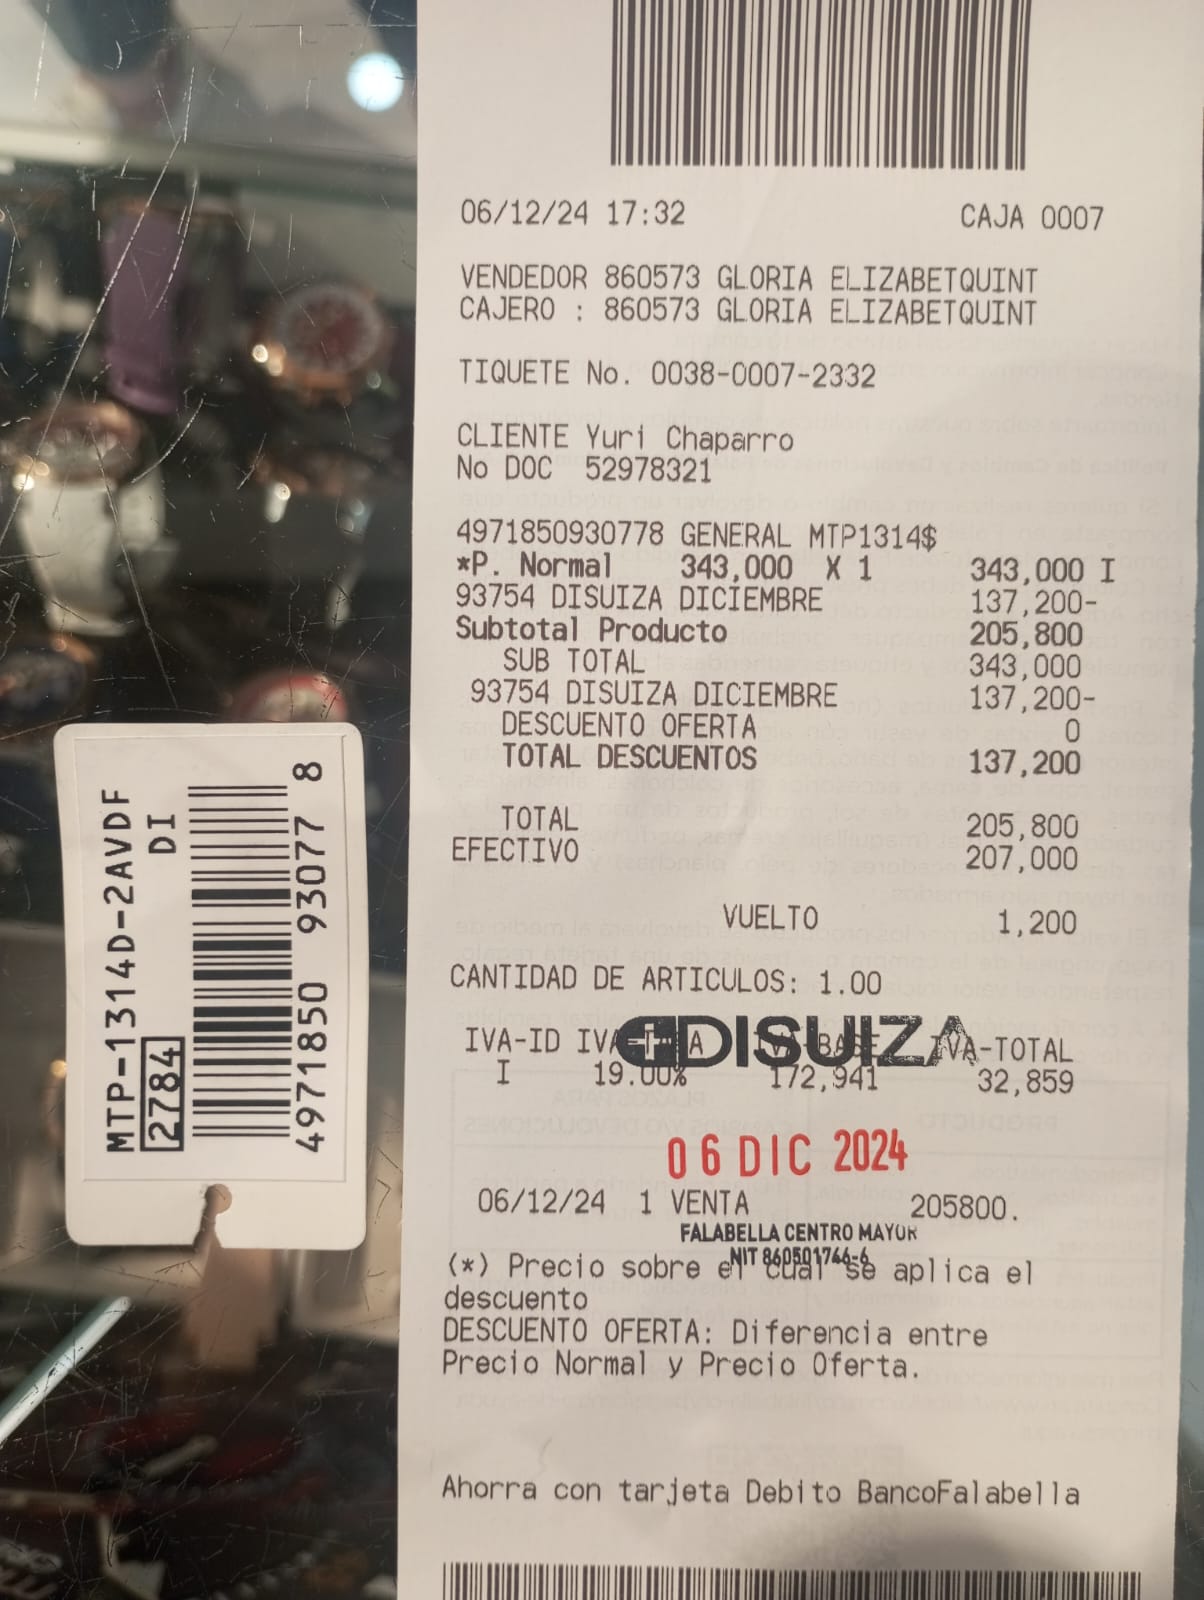 06/12/24 17:32 CAJA 0007
VENDEDOR 860573 GLORIA ELIZABETQUINT
CAJERO : 860573 GLORIA ELIZABETQUINT
TIQUETE No. 0038-0007-2332
CLIENTE Yuri Chaparro
No DOC 52978321
4971850930778 GENERAL MTP1314$
*P. Normal 343,000 X 1 343,000 I
93754 DISUIZA DICIEMBRE 137,200-
Subtotal Producto 205,800
SUB TOTAL 343,000
93754 DISUIZA DICIEMBRE 137,200-
DESCUENTO OFERTA 0
TOTAL DESCUENTOS 137,200
TOTAL 205,800
EFECTIVO 207,000
VUELTO 1,200
CANTIDAD DE ARTICULOS: 1.00
DISUIZA
IVA-ID IVA-TASA IVA-BASE IVA-TOTAL
I 19.00% 172,941 32,859
06 DIC 2024
06/12/24 1 VENTA 205800.
FALABELLA CENTRO MAYOR
NIT 860501746-6
(*) Precio sobre el cual se aplica el
descuento
DESCUENTO OFERTA: Diferencia entre
Precio Normal y Precio Oferta.
Ahorra con tarjeta Debito BancoFalabella
MTP-1314D-2AVDF
DI
2784
4971850 93077 8